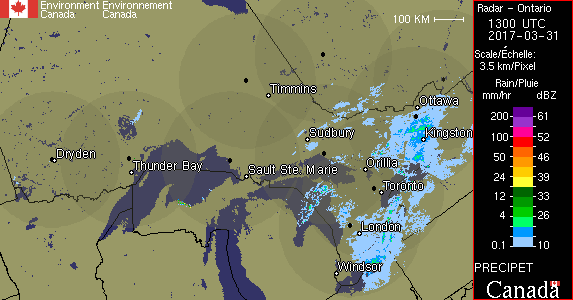 Environment Environnement
Canada Canada
100 KM
Timmins
Ottawa
Sudbury
Kingston
Dryden
Thunder Bay
Sault Ste. Marie
Orillia
Toronto
London
Windsor
Radar - Ontario
1300 UTC
2017-03-31
Scale/Échelle:
3.5 km/Pixel
Rain/Pluie
mm/hr dBZ
200 61
100 52
50 46
24 39
12 33
4 26
0.1 10
PRECIPET
Canada